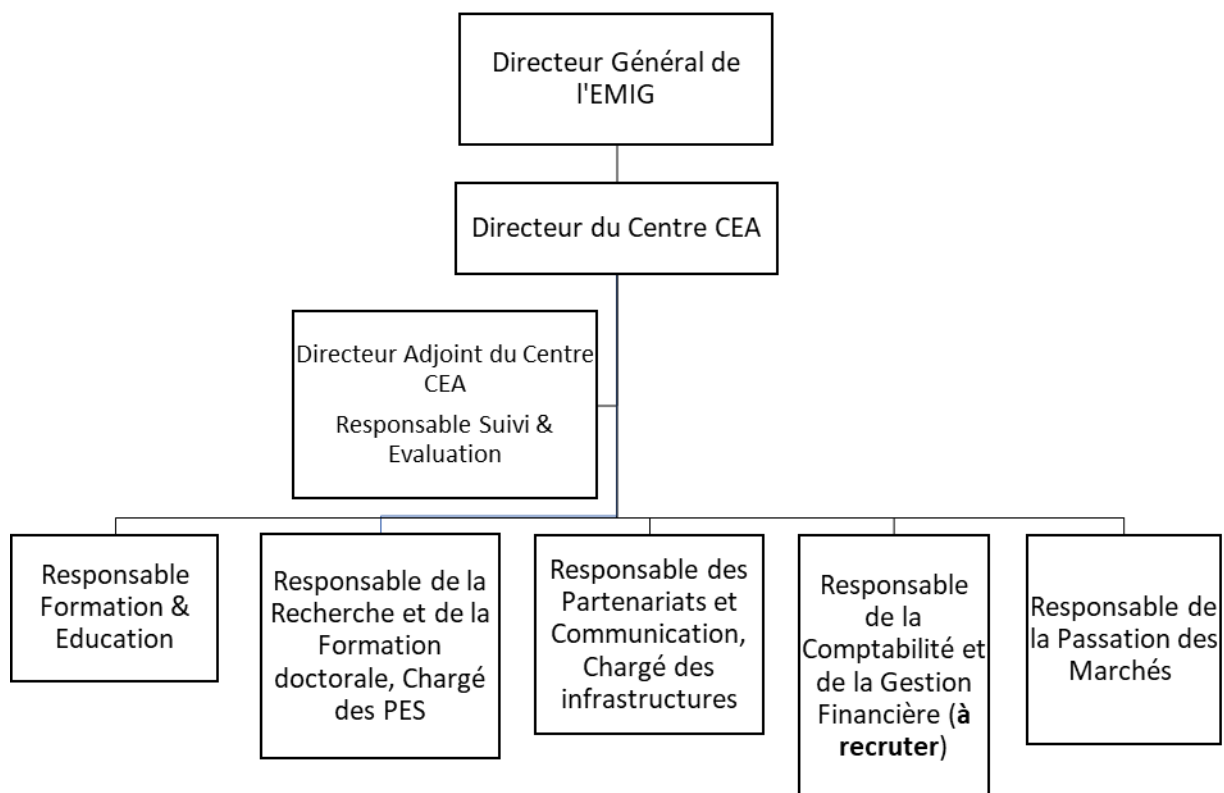 Directeur Général de
l'EMIG
Directeur du Centre CEA
Directeur Adjoint du Centre
CEA
Responsable Suivi &
Evaluation
Responsable
Formation &
Education
Responsable de la
Recherche et de la
Formation
doctorale, Chargé
des PES
Responsable des
Partenariats et
Communication,
Chargé des
infrastructures
Responsable
de la
Comptabilité et
de la Gestion
Financière (à
recruter)
Responsable de
la Passation des
Marchés